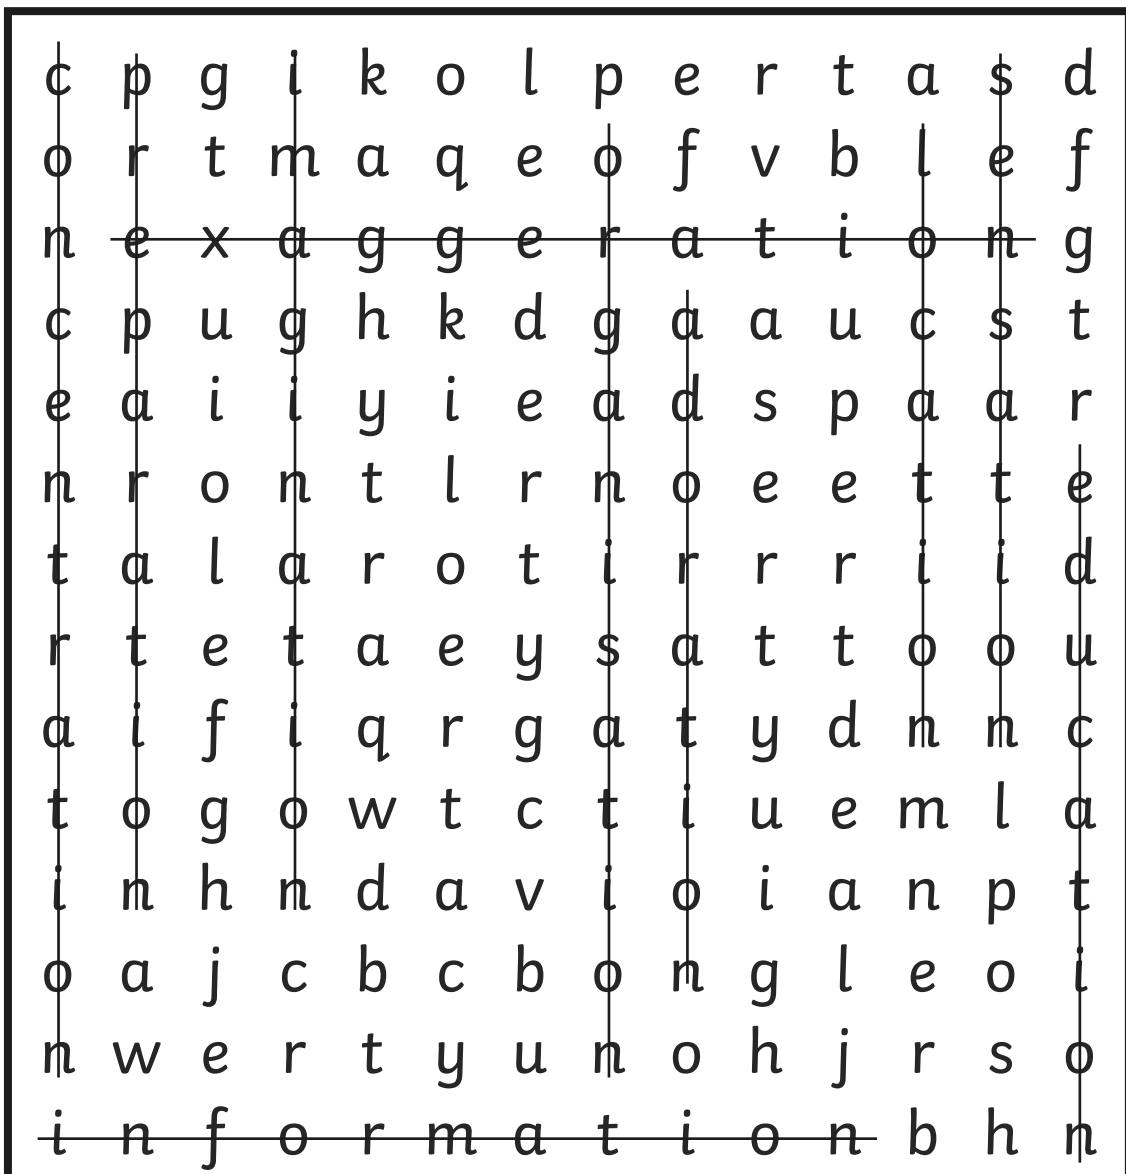 c p g i k o l p e r t a s d
o r t m a q e o f v b l e f
n e x a g g e r a t i o n g
c p u g h k d g a a u c s t
e a i i y i e a d s p a a r
n r o n t l r n o e e t t e
t a l a r o t i r r r i i d
r t e t a e y s a t t o o u
a i f i q r g a t y d n n c
t o g o w t c t i u e m l a
i n h n d a v i o i a n p t
o a j c b c b o n g l e o i
n w e r t y u n o h j r s o
i n f o r m a t i o n b h n